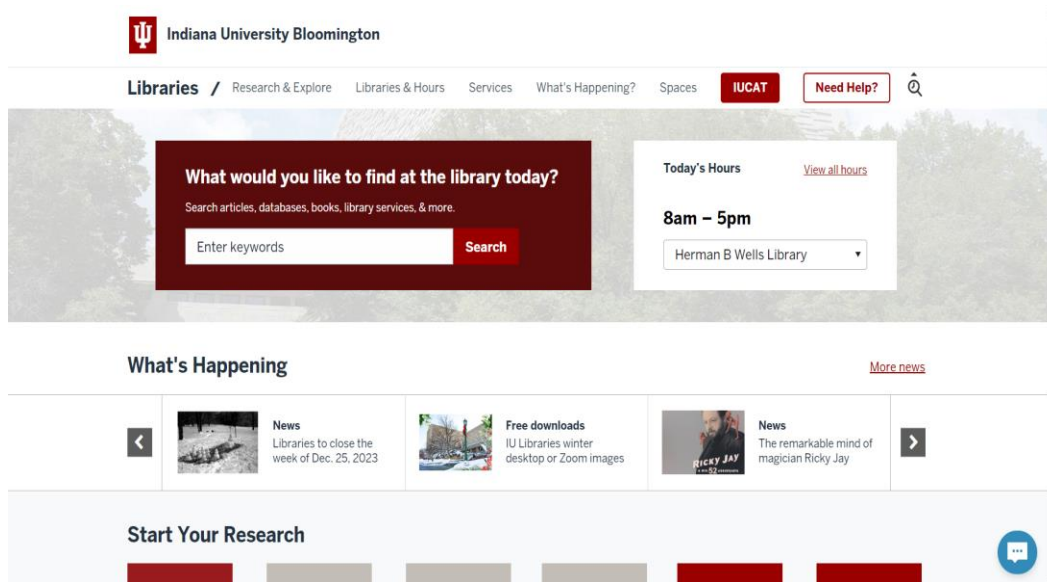 Indiana University Bloomington
Libraries / Research & Explore Libraries & Hours Services What's Happening? Spaces IUCAT Need Help?
What would you like to find at the library today?
Search articles, databases, books, library services, & more.
Enter keywords Search
Today's Hours View all hours
8am – 5pm
Herman B Wells Library
What's Happening More news
News
Libraries to close the
week of Dec. 25, 2023
Free downloads
IU Libraries winter
desktop or Zoom images
RICKY JAY
News
The remarkable mind of
magician Ricky Jay
Start Your Research